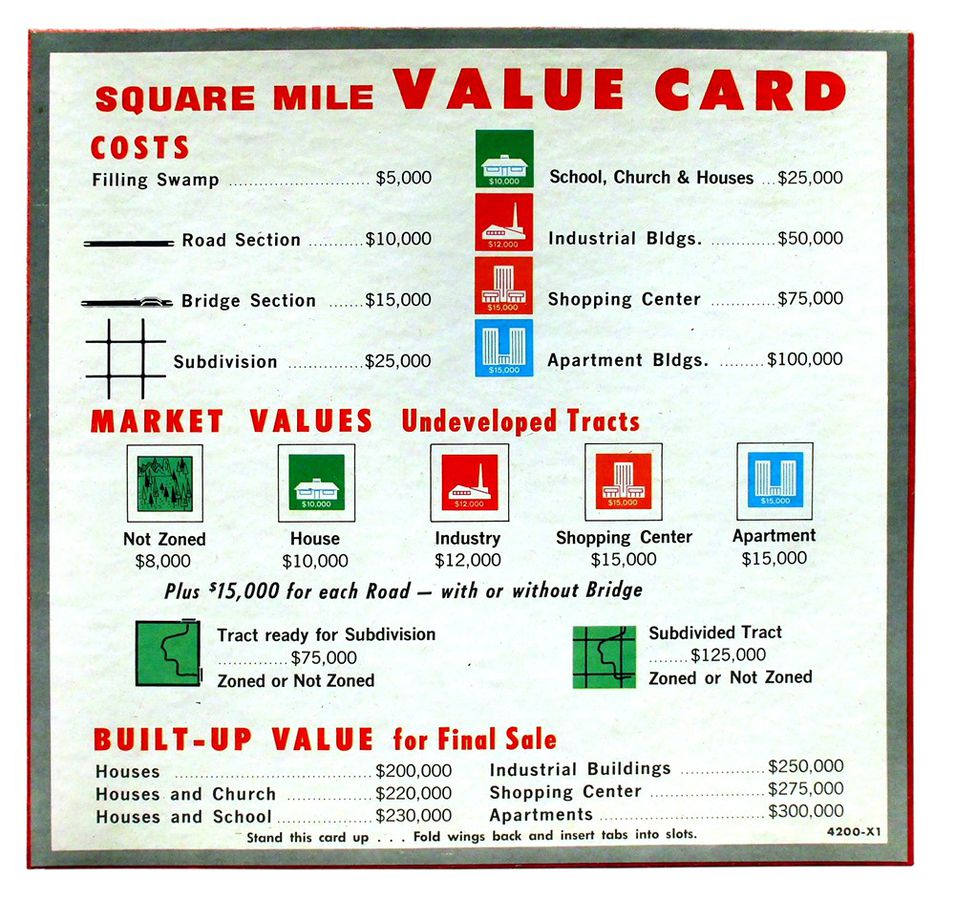 SQUARE MILE VALUE CARD
COSTS
Filling Swamp ........................... $5,000
Road Section ..........$10,000
Bridge Section ......$15,000
Subdivision ..............$25,000
$10,000
School, Church & Houses ...$25,000
$12,000
Industrial Bldgs. ............$50,000
$15,000
Shopping Center ............$75,000
$15,000
Apartment Bldgs. ........$100,000
MARKET VALUES Undeveloped Tracts
$10,000
$12,000
$15,000
$15,000
Not Zoned House Industry Shopping Center Apartment
$8,000 $10,000 $12,000 $15,000 $15,000
Plus $15,000 for each Road — with or without Bridge
Tract ready for Subdivision
..............$75,000
Zoned or Not Zoned
Subdivided Tract
........$125,000
Zoned or Not Zoned
BUILT-UP VALUE for Final Sale
Houses ......................................$200,000
Houses and Church ................$220,000
Houses and School..................$230,000
Industrial Buildings ................$250,000
Shopping Center ......................$275,000
Apartments ................................$300,000
Stand this card up . . . Fold wings back and insert tabs into slots.
4200-X1